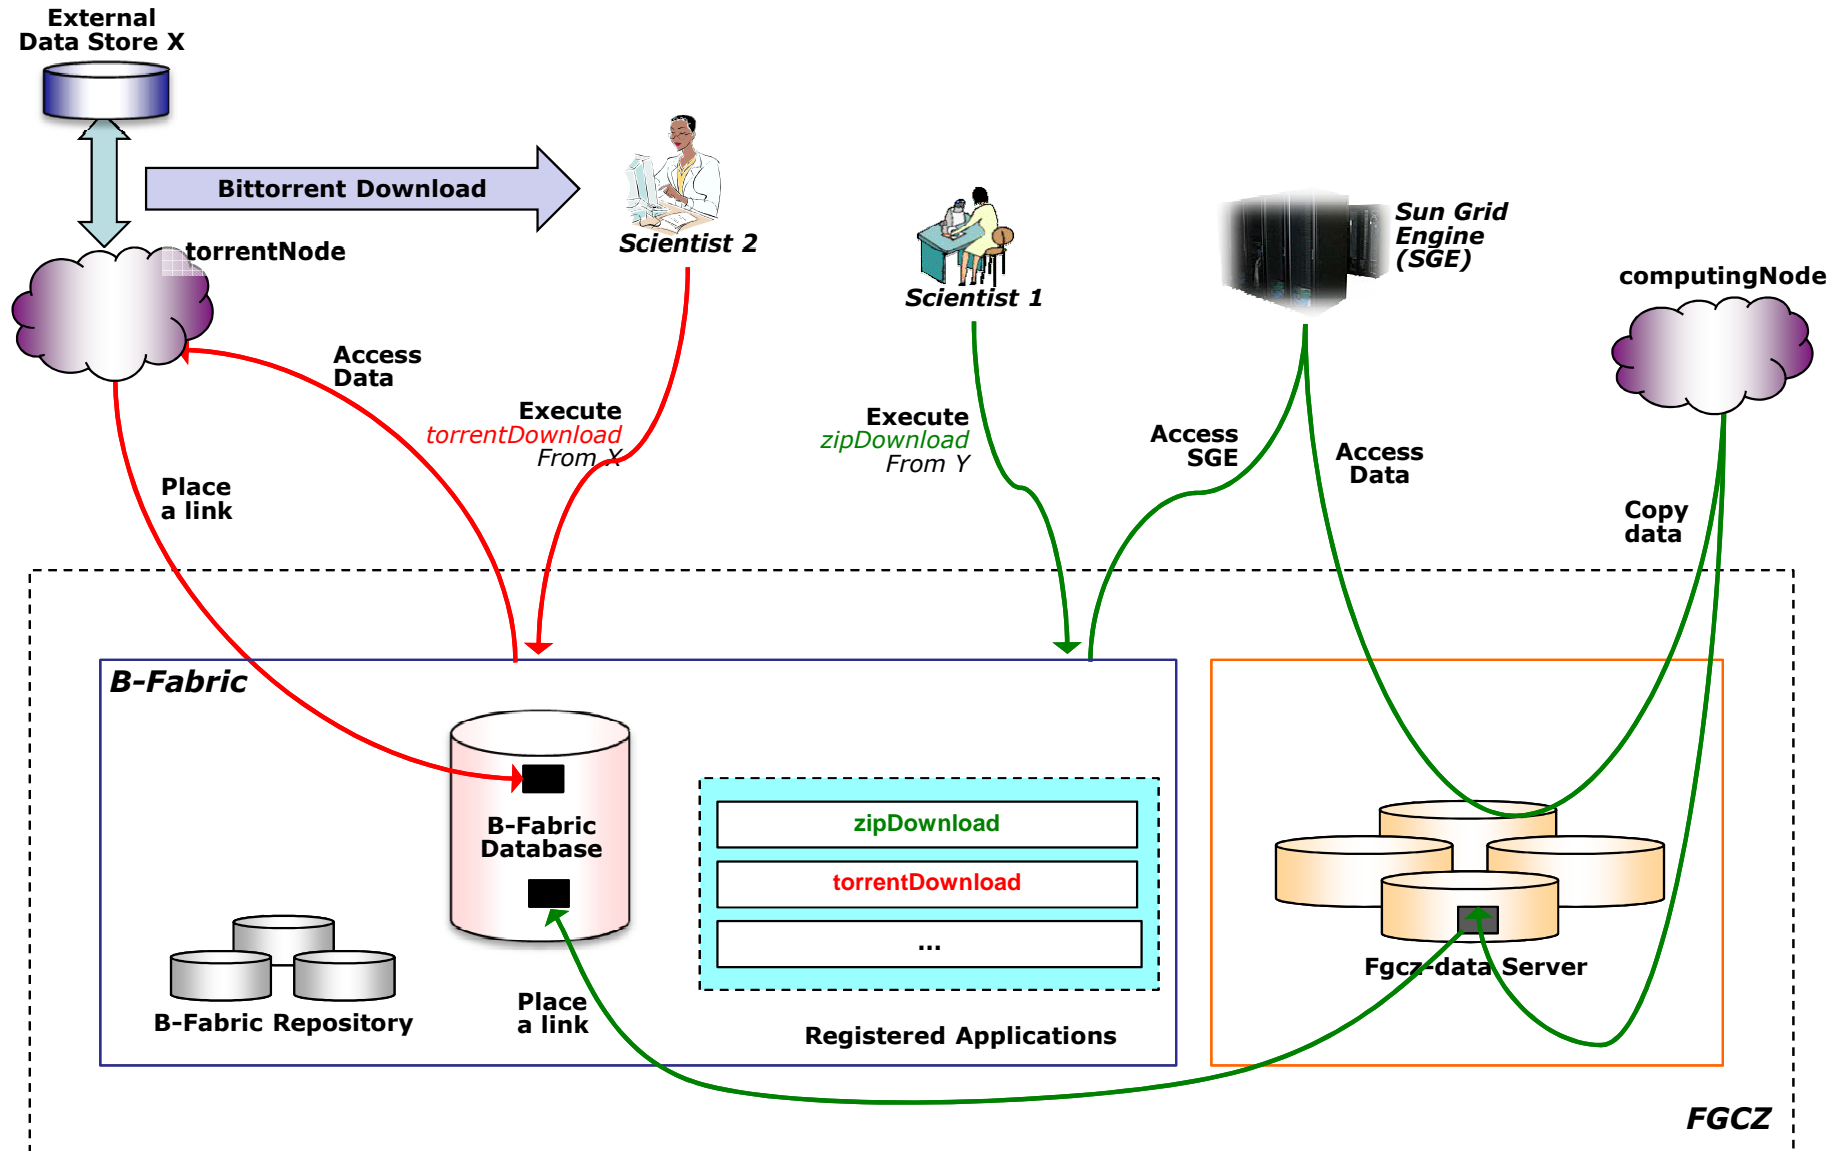 External
Data Store X
Bittorrent Download
torrentNode
Scientist 2
Scientist 1
Sun Grid
Engine
(SGE)
computingNode
Access
Data
Execute
torrentDownload
From X
Execute
zipDownload
From Y
Access
SGE
Access
Data
Place
a link
Copy
data
B-Fabric
B-Fabric
Database
zipDownload
torrentDownload
...
Fgcz-data Server
B-Fabric Repository
Place
a link
Registered Applications
FGCZ